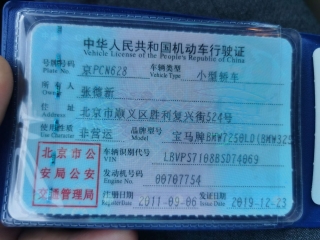 中华人民共和国机动车行驶证
Vehicle License of the People's Republic of China
号牌号码 京PCN628 车辆类型 小型轿车
Plate No. Vehicle Type
所有人 张德新
Owner
住址 北京市顺义区胜利复兴街524号
使用性质 非营运 品牌型号 宝马牌BMW7250LD(BMW325
北京市公
安局公安
交通管理局
车辆识别代号 LBVPS7108BSD74069
VIN
发动机号码 00707754
Engine No.
注册日期 2011-09-06 发证日期 2019-12-23
Register Date Issue Date